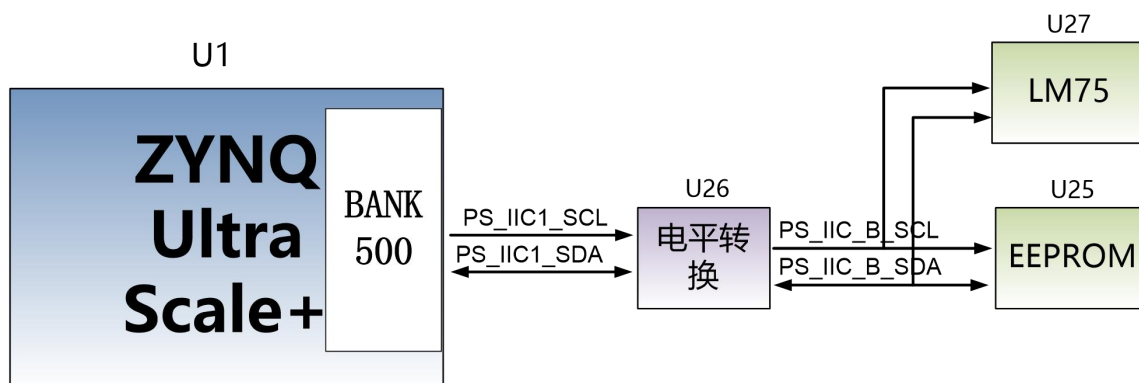 U1
ZYNQ
Ultra
Scale+
BANK
500
PS_IIC1_SCL
PS_IIC1_SDA
U26
电平转
换
PS_IIC_B_SCL
PS_IIC_B_SDA
U27
LM75
U25
EEPROM